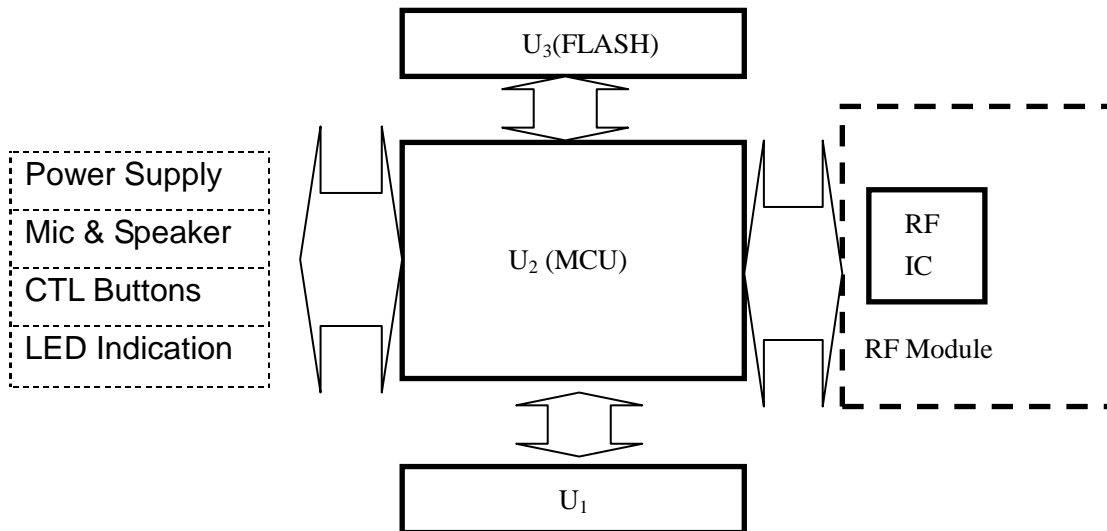 U₃(FLASH)
Power Supply
Mic & Speaker
CTL Buttons
LED Indication
U₂ (MCU)
RF
IC
RF Module
U₁